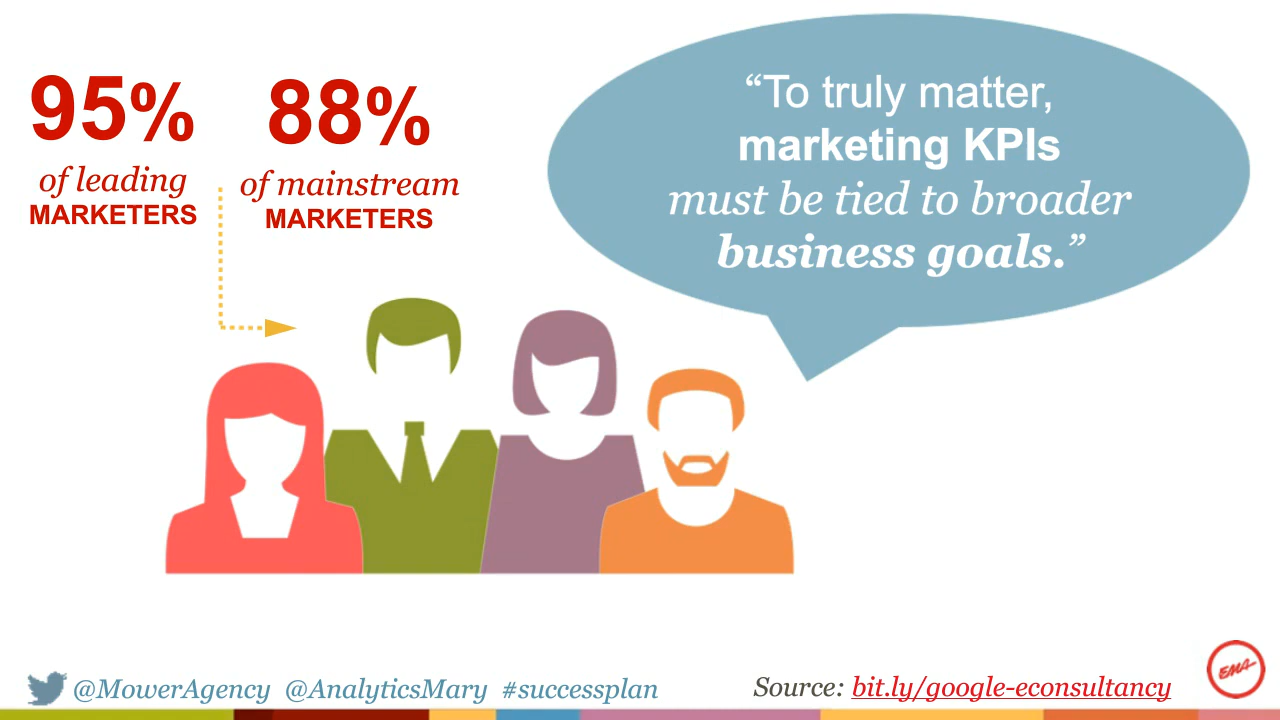 95%
of leading
MARKETERS
88%
of mainstream
MARKETERS
“To truly matter,
marketing KPIs
must be tied to broader
business goals.”
@MowerAgency @AnalyticsMary #successplan
Source: bit.ly/google-econsultancy
EMA